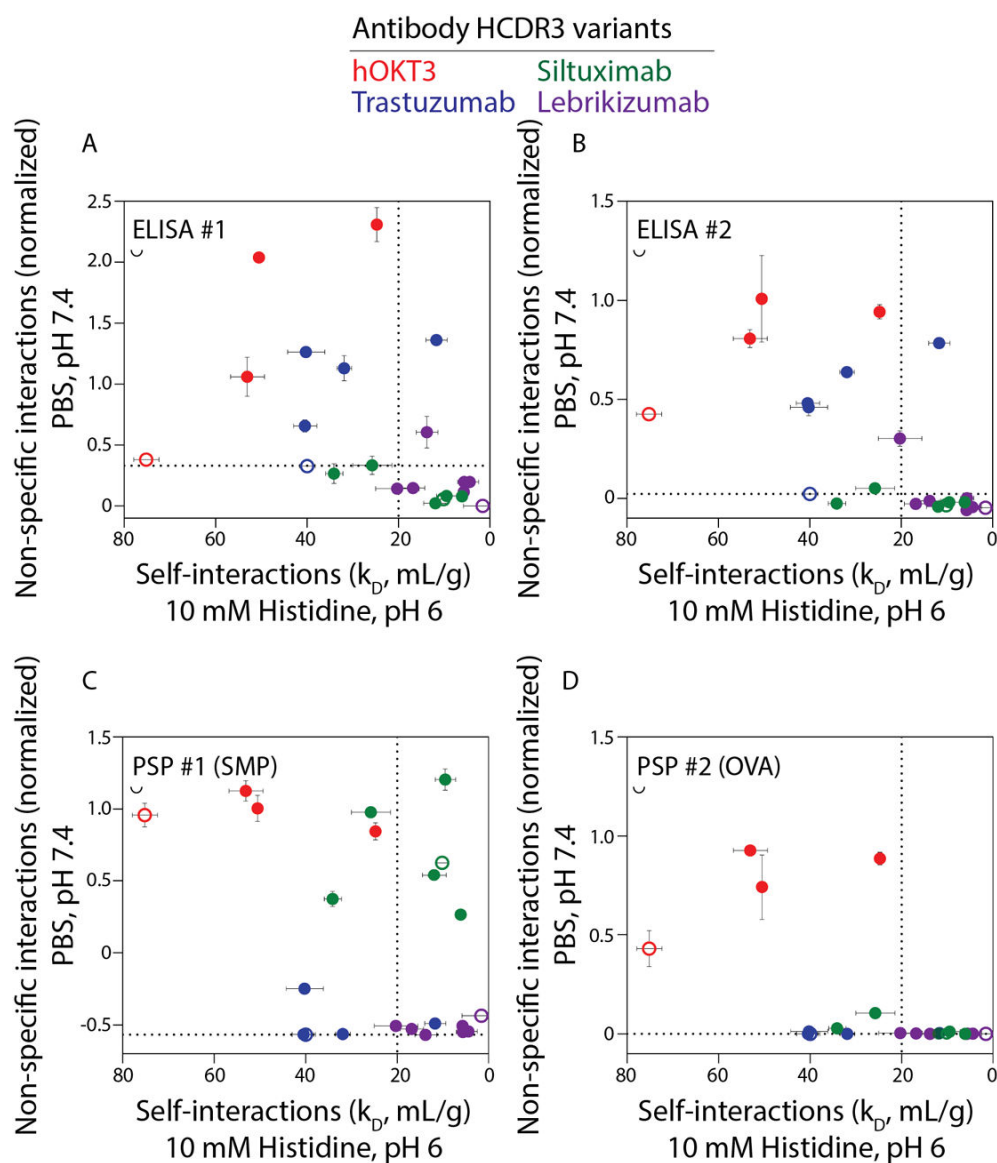 Antibody HCDR3 variants
hOKT3 Siltuximab
Trastuzumab Lebrikizumab
A
Non-specific interactions (normalized)
PBS, pH 7.4
2.5
2.0
1.5
1.0
0.5
0
ELISA #1
80 60 40 20 0
Self-interactions (kD, mL/g)
10 mM Histidine, pH 6
B
Non-specific interactions (normalized)
PBS, pH 7.4
1.5
1.0
0.5
0
ELISA #2
80 60 40 20 0
Self-interactions (kD, mL/g)
10 mM Histidine, pH 6
C
Non-specific interactions (normalized)
PBS, pH 7.4
1.5
1.0
0.5
0
-0.5
PSP #1 (SMP)
80 60 40 20 0
Self-interactions (kD, mL/g)
10 mM Histidine, pH 6
D
Non-specific interactions (normalized)
PBS, pH 7.4
1.5
1.0
0.5
0
PSP #2 (OVA)
80 60 40 20 0
Self-interactions (kD, mL/g)
10 mM Histidine, pH 6